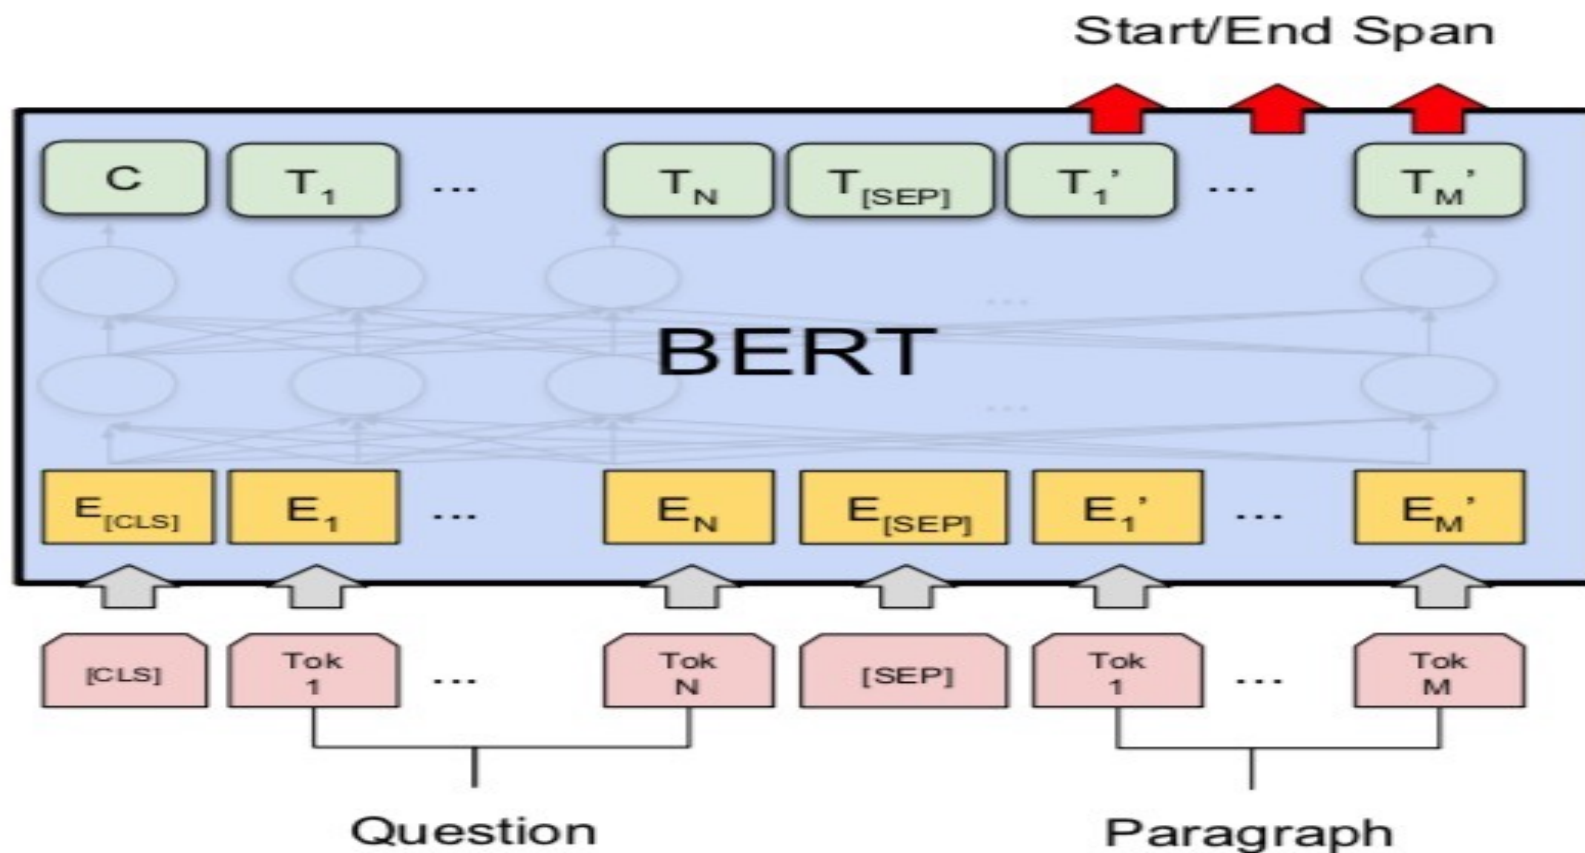 Start/End Span
C T1 ... TN T[SEP] T1’ ... TM’
...
BERT
...
E[CLS] E1 ... EN E[SEP] E1’ ... EM’
[CLS] Tok 1 ... Tok N [SEP] Tok 1 ... Tok M
Question Paragraph